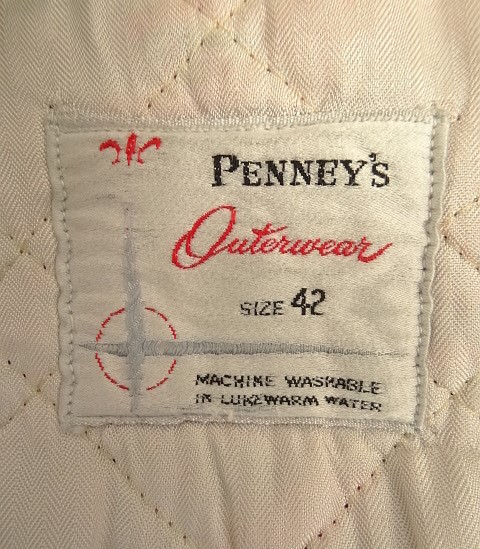 PENNEY'S
Outerwear
SIZE 42
MACHINE WASHABLE
IN LUKEWARM WATER